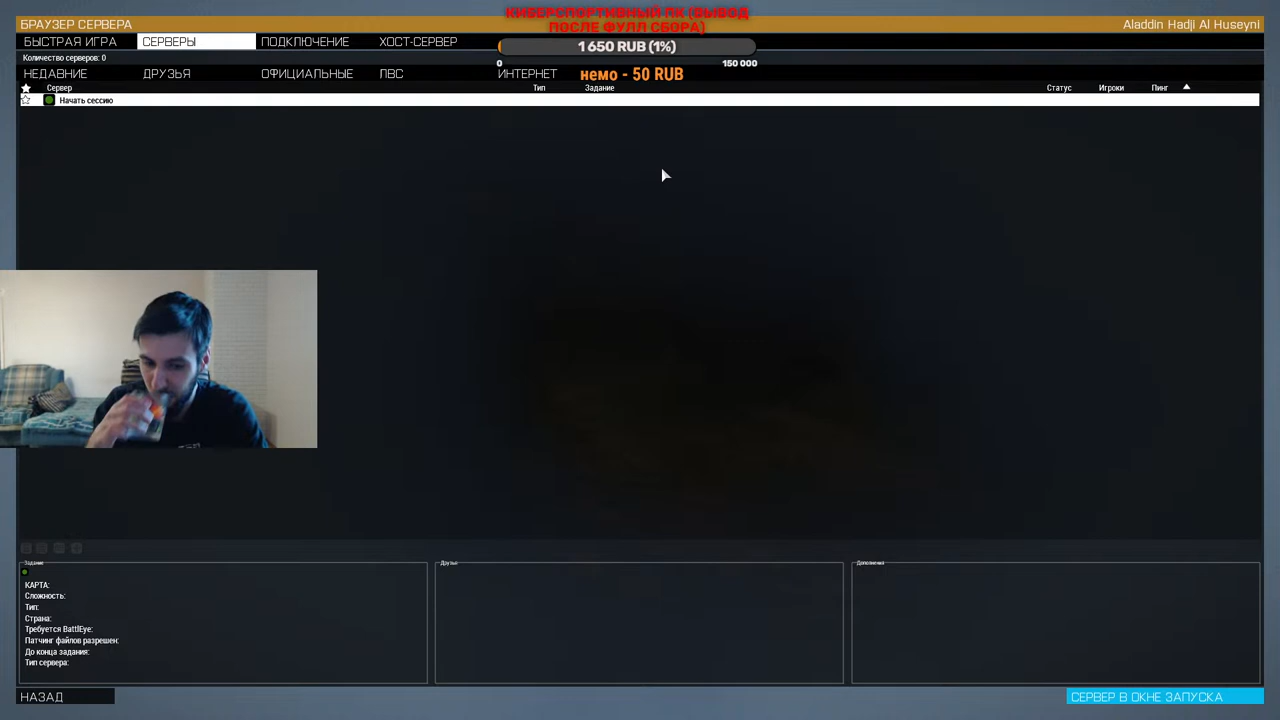 КИБЕРСПОРТИВНЫЙ ПК (ВЫВОД
ПОСЛЕ ФУЛЛ СБОРА)
БРАУЗЕР СЕРВЕРА
Aladdin Hadji Al Huseyni
БЫСТРАЯ ИГРА
СЕРВЕРЫ
ПОДКЛЮЧЕНИЕ
ХОСТ-СЕРВЕР
1 650 RUB (1%)
Количество серверов: 0
0
150 000
НЕДАВНИЕ
ДРУЗЬЯ
ОФИЦИАЛЬНЫЕ
ЛВС
ИНТЕРНЕТ
немо - 50 RUB
Сервер
Тип
Задание
Статус
Игроки
Пинг
Начать сессию
Задание
Друзья
Дополнения
КАРТА:
Сложность:
Тип:
Страна:
Требуется BattlEye:
Патчинг файлов разрешен:
До конца задания:
Тип сервера:
НАЗАД
СЕРВЕР В ОКНЕ ЗАПУСКА